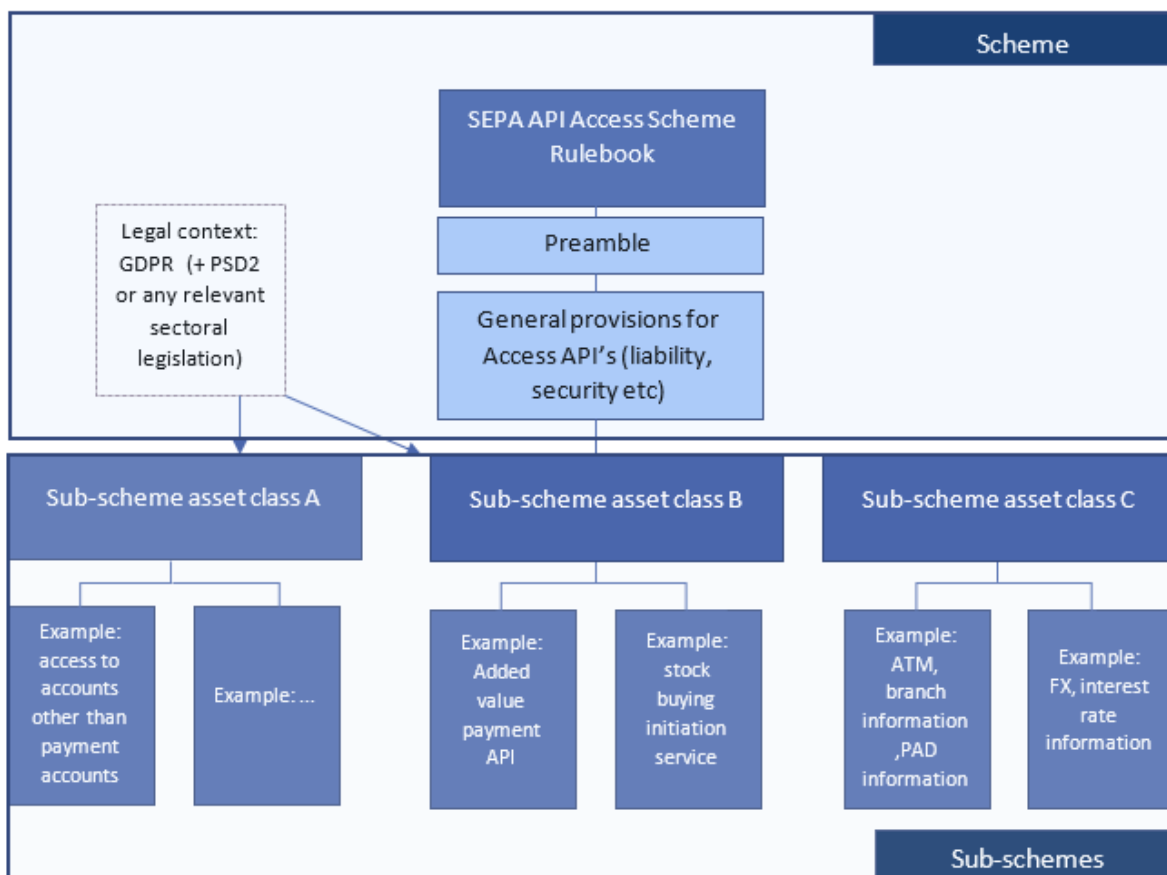 Scheme
SEPA API Access Scheme
Rulebook
Legal context:
GDPR (+ PSD2
or any relevant
sectoral
legislation)
Preamble
General provisions for
Access API's (liability,
security etc)
Sub-scheme asset class A
Sub-scheme asset class B
Sub-scheme asset class C
Example:
access to
accounts
other than
payment
accounts
Example: ...
Example:
Added
value
payment
API
Example:
stock
buying
initiation
service
Example:
ATM,
branch
information
,PAD
information
Example:
FX, interest
rate
information
Sub-schemes